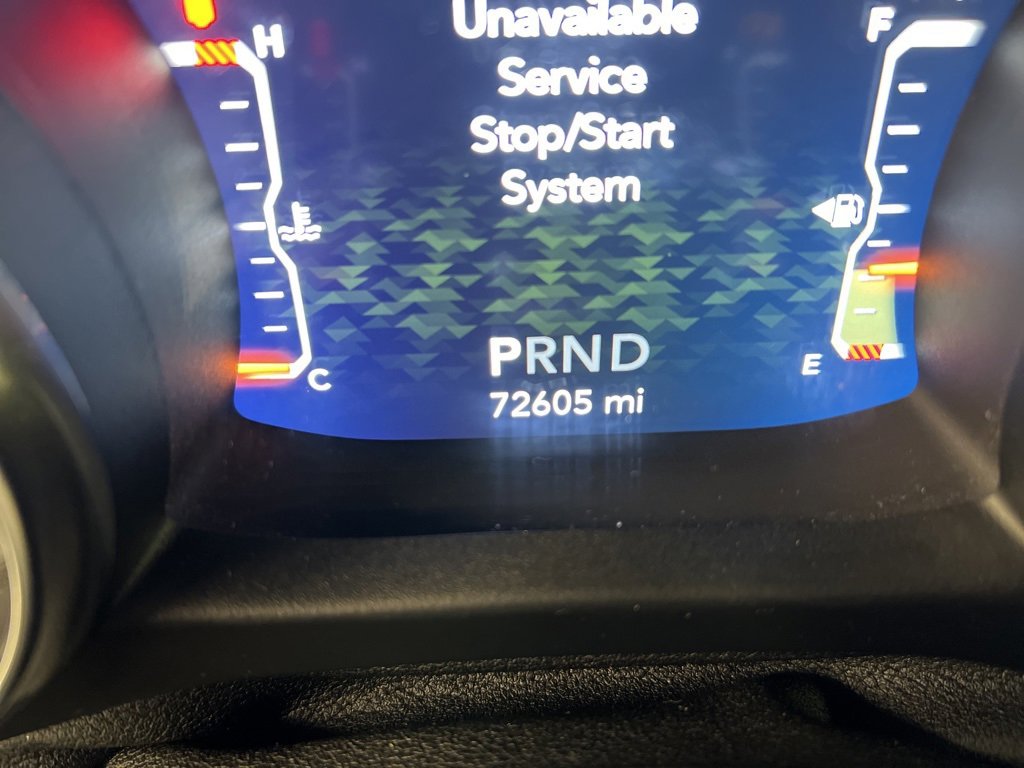 Unavailable
H
F
Service
Stop/Start
System
PRND
E
C
72605 mi